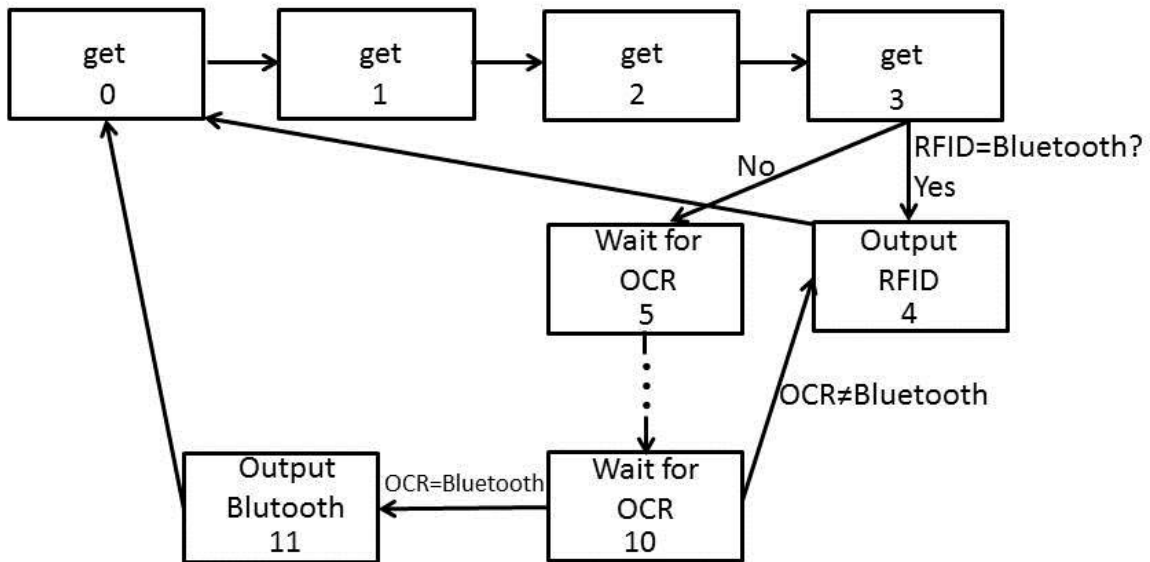 get
0
get
1
get
2
get
3
RFID=Bluetooth?
No
Yes
Wait for
OCR
5
Output
RFID
4
OCR≠Bluetooth
Output
Blutooth
11
OCR=Bluetooth
Wait for
OCR
10